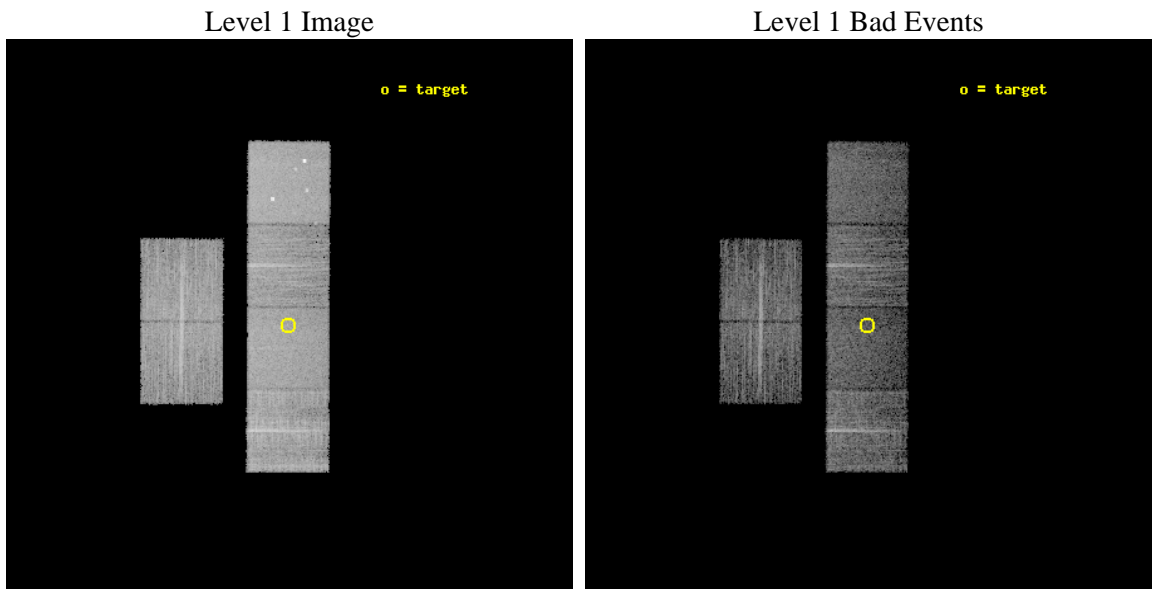 Level 1 Image
Level 1 Bad Events
o = target
o = target